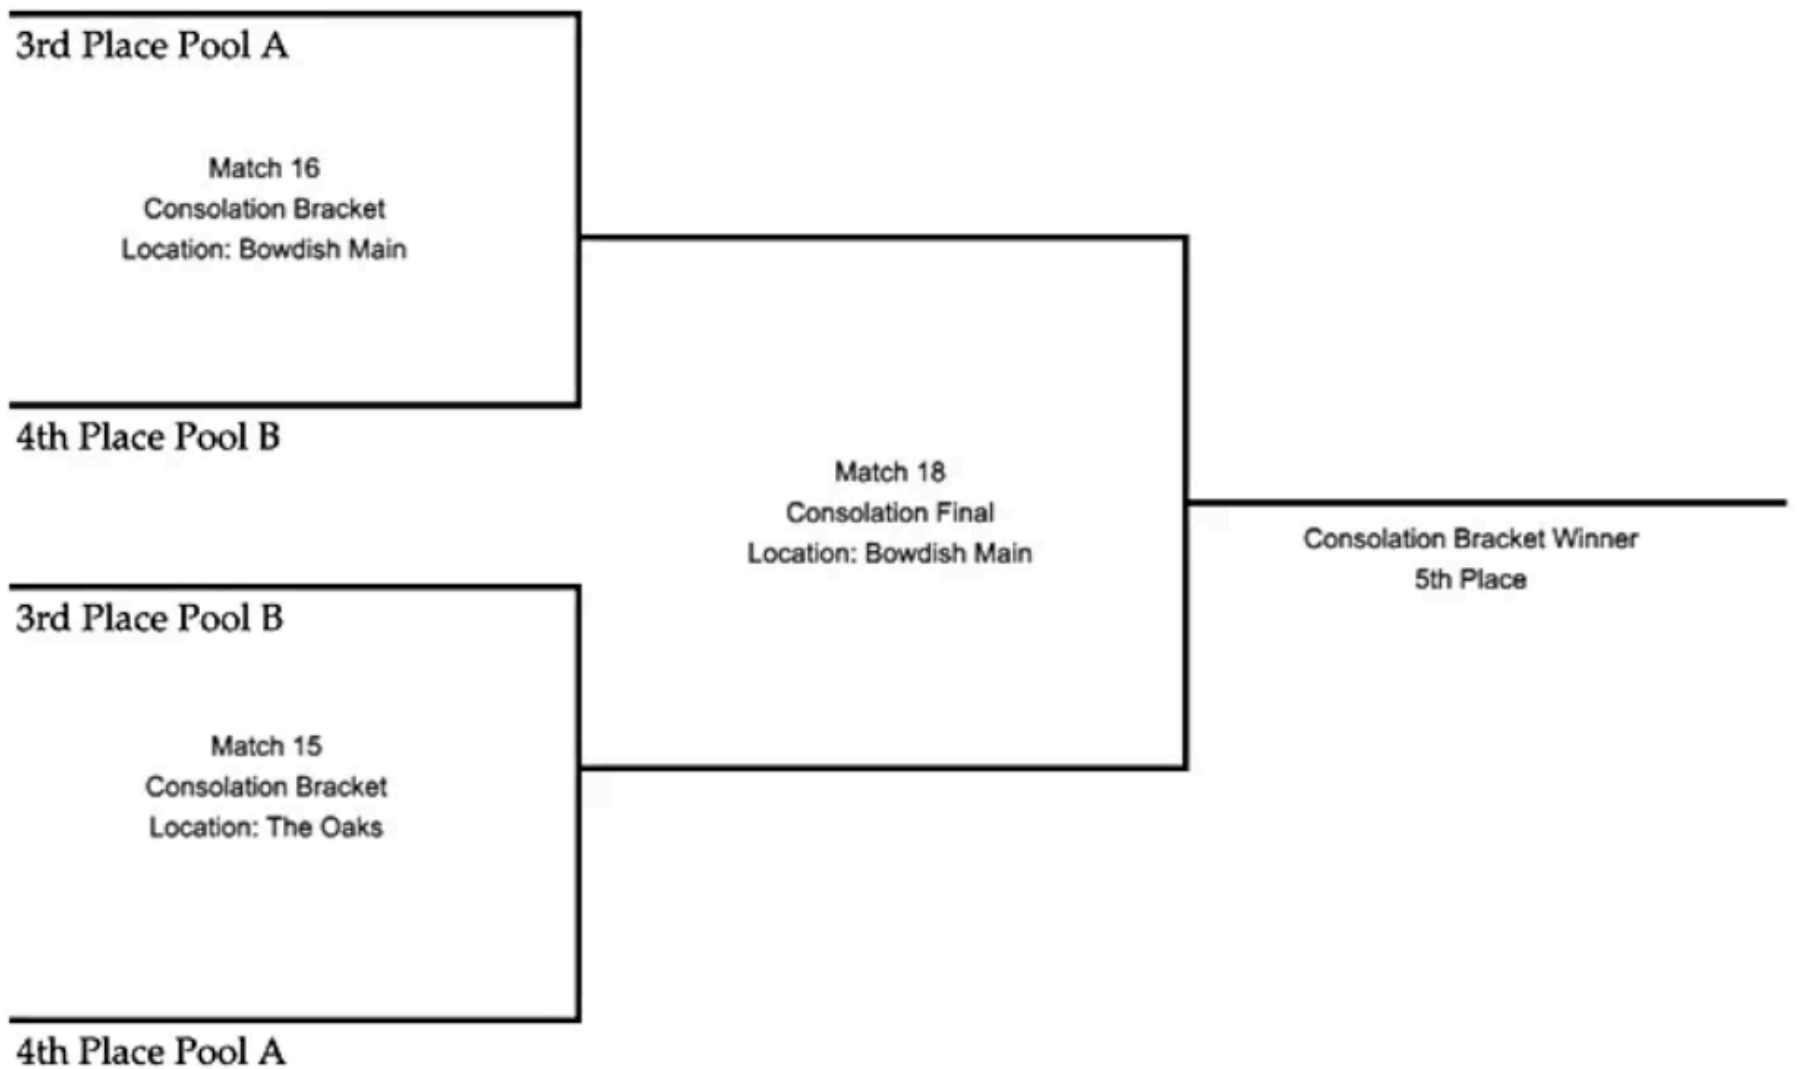 3rd Place Pool A
Match 16
Consolation Bracket
Location: Bowdish Main
4th Place Pool B
Match 18
Consolation Final
Location: Bowdish Main
Consolation Bracket Winner
5th Place
3rd Place Pool B
Match 15
Consolation Bracket
Location: The Oaks
4th Place Pool A